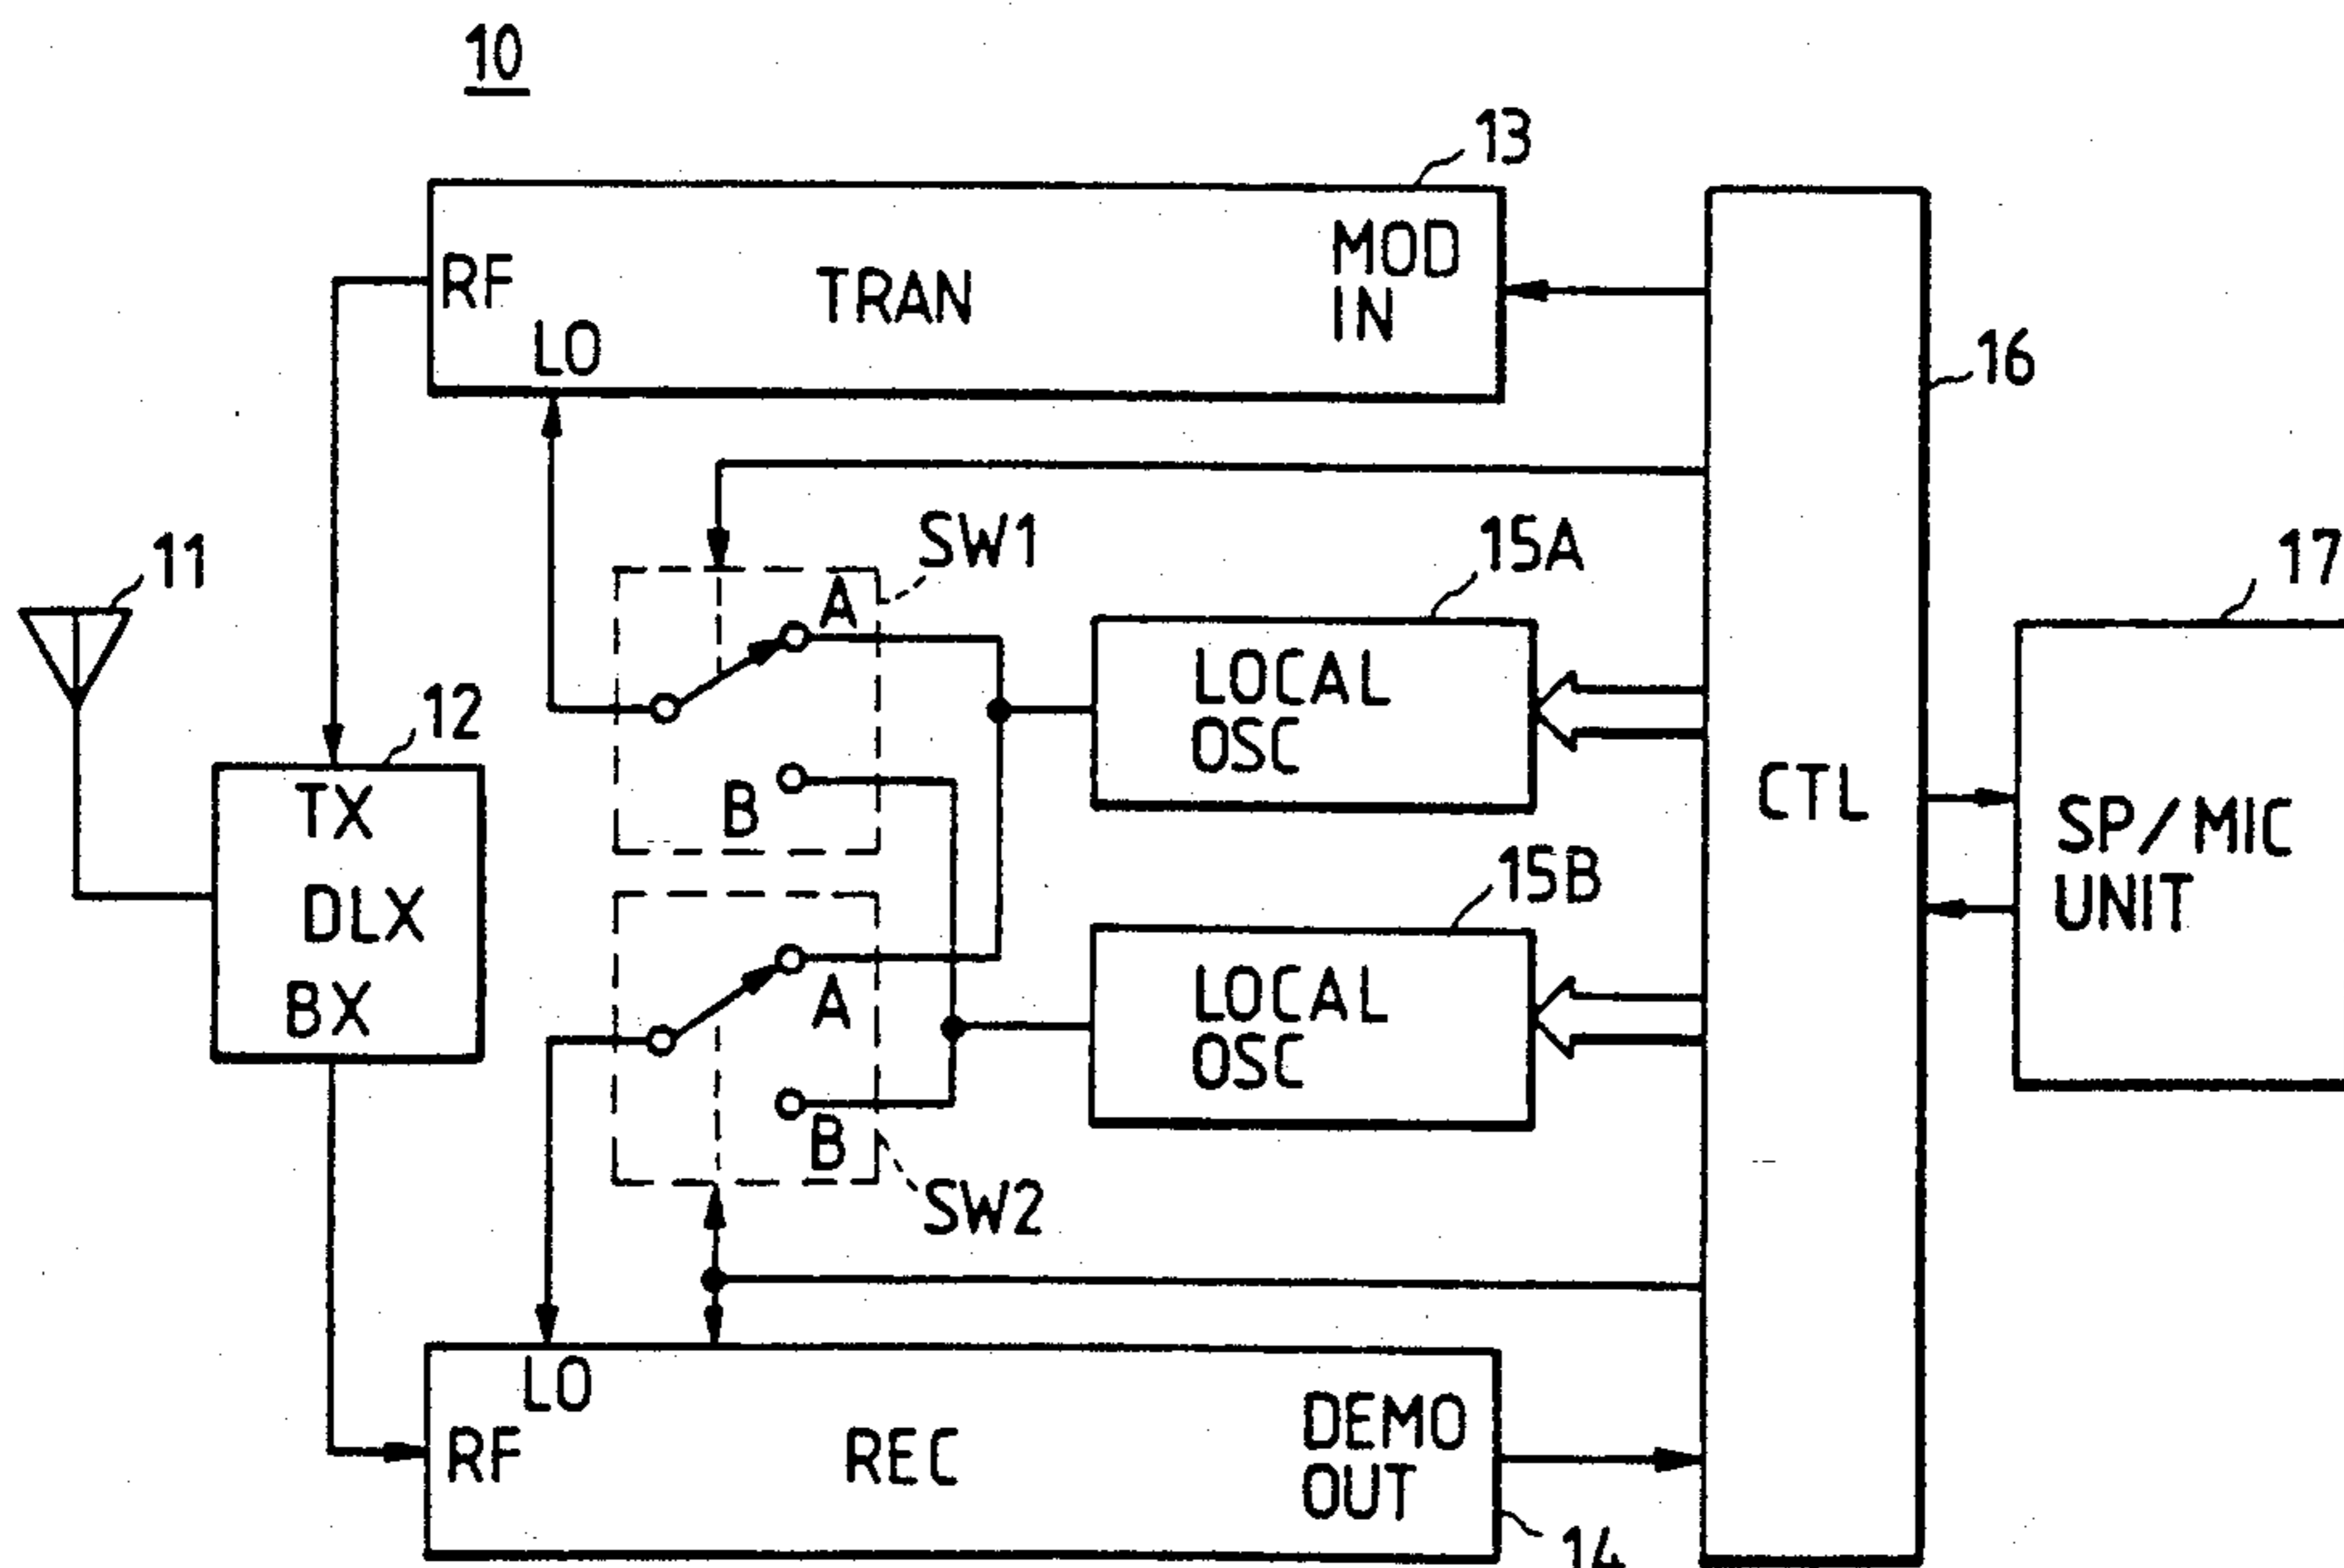 10
13
RF
TRAN
MOD
IN
LO
16
SW1
15A
17
11
A
LOCAL
OSC
12
B
TX
DLX
BX
CTL
SP/MIC
UNIT
15B
A
LOCAL
OSC
B
SW2
LO
RF
REC
DEMO
OUT
14